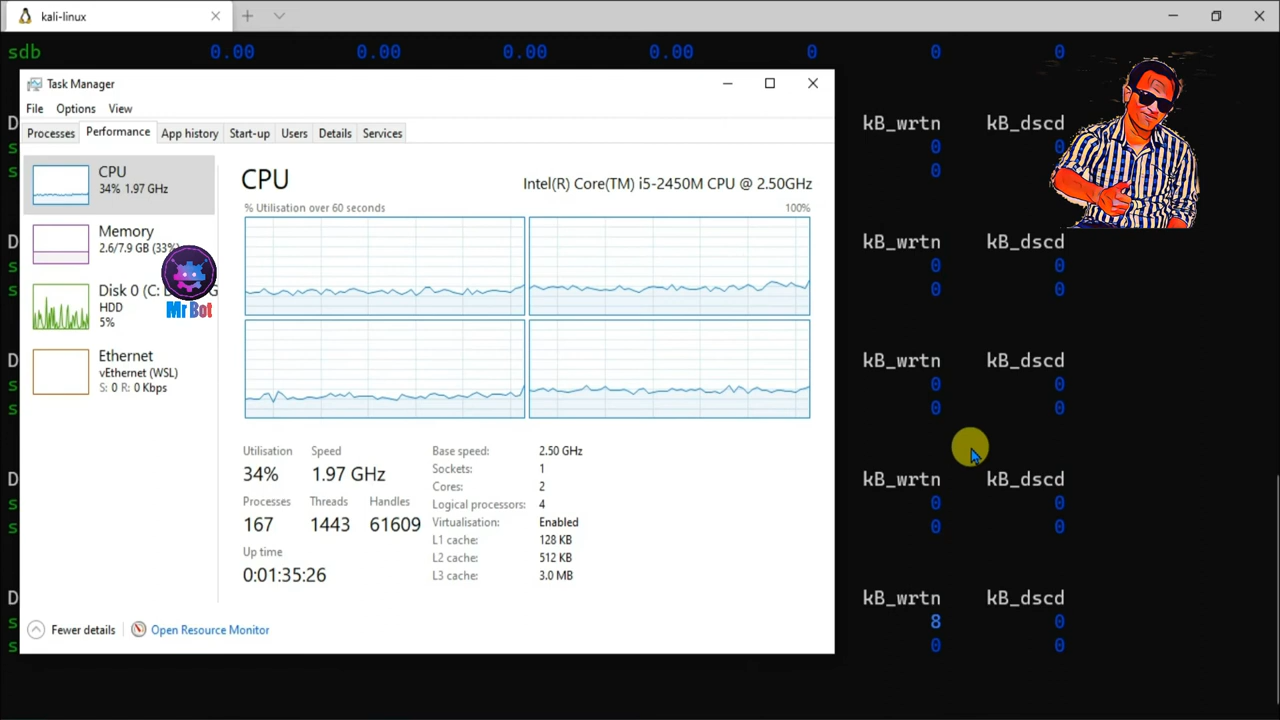 kali-linux
sdb 0.00 0.00 0.00 0.00 0 0 0
Task Manager
File Options View
Processes Performance App history Start-up Users Details Services
CPU
34% 1.97 GHz
Memory
2.6/7.9 GB (33%)
Disk 0 (C:
HDD
5%
Ethernet
vEthernet (WSL)
S: 0 R: 0 Kbps
Mr Bot
CPU Intel(R) Core(TM) i5-2450M CPU @ 2.50GHz
% Utilisation over 60 seconds 100%
Utilisation Speed
34% 1.97 GHz
Processes Threads Handles
167 1443 61609
Up time
0:01:35:26
Base speed: 2.50 GHz
Sockets: 1
Cores: 2
Logical processors: 4
Virtualisation: Enabled
L1 cache: 128 KB
L2 cache: 512 KB
L3 cache: 3.0 MB
Fewer details Open Resource Monitor
kB_wrtn kB_dscd
0 0
0 0
kB_wrtn kB_dscd
0 0
0 0
kB_wrtn kB_dscd
0 0
0 0
kB_wrtn kB_dscd
0 0
0 0
kB_wrtn kB_dscd
8 0
0 0